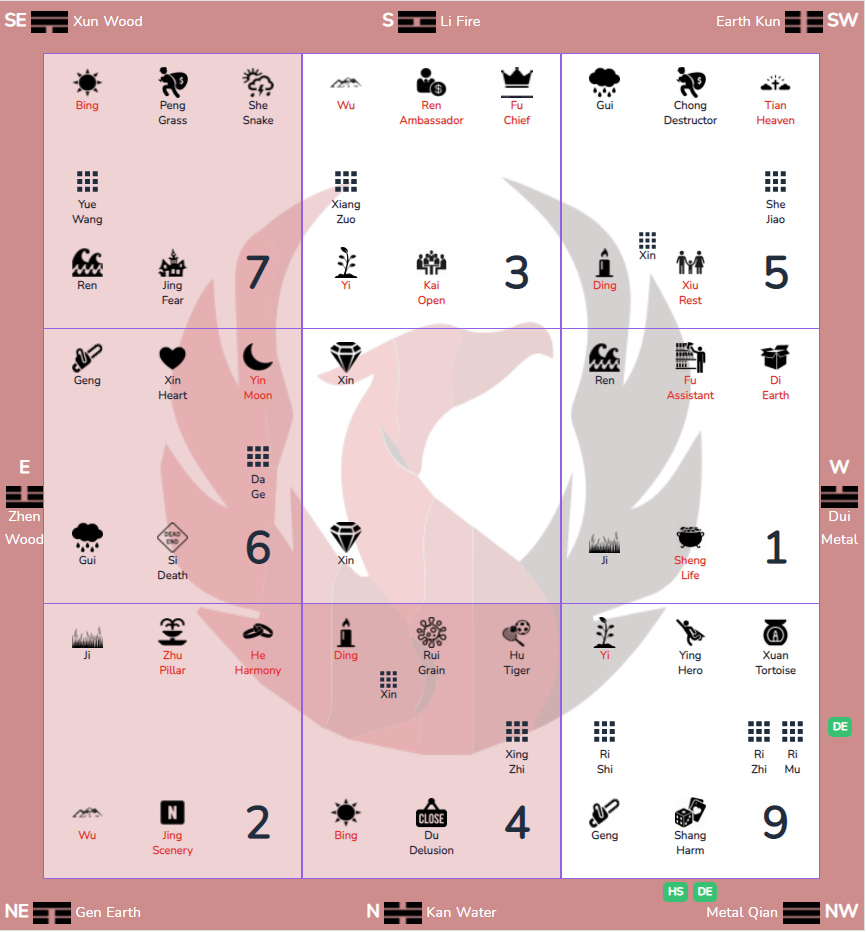 SE Xun Wood
S Li Fire
Earth Kun SW
Bing
Peng
Grass
She
Snake
Yue
Wang
Ren
Jing
Fear
7
Wu
Ren
Ambassador
Fu
Chief
Xiang
Zuo
Yi
Kai
Open
3
Gui
Chong
Destructor
Tian
Heaven
She
Jiao
Xin
Ding
Xiu
Rest
5
E
Zhen
Wood
Geng
Xin
Heart
Yin
Moon
Da
Ge
Gui
DEAD
END
Si
Death
6
Xin
Xin
Ren
Fu
Assistant
Di
Earth
Ji
Sheng
Life
1
W
Dui
Metal
Ji
Zhu
Pillar
He
Harmony
Wu
N
Jing
Scenery
2
Ding
Rui
Grain
Hu
Tiger
Xin
Xing
Zhi
Bing
CLOSE
Du
Delusion
4
Yi
Ying
Hero
A
Xuan
Tortoise
Ri
Shi
Ri
Zhi
Ri
Mu
Geng
Shang
Harm
9
DE
HS DE
NE Gen Earth
N Kan Water
Metal Qian NW